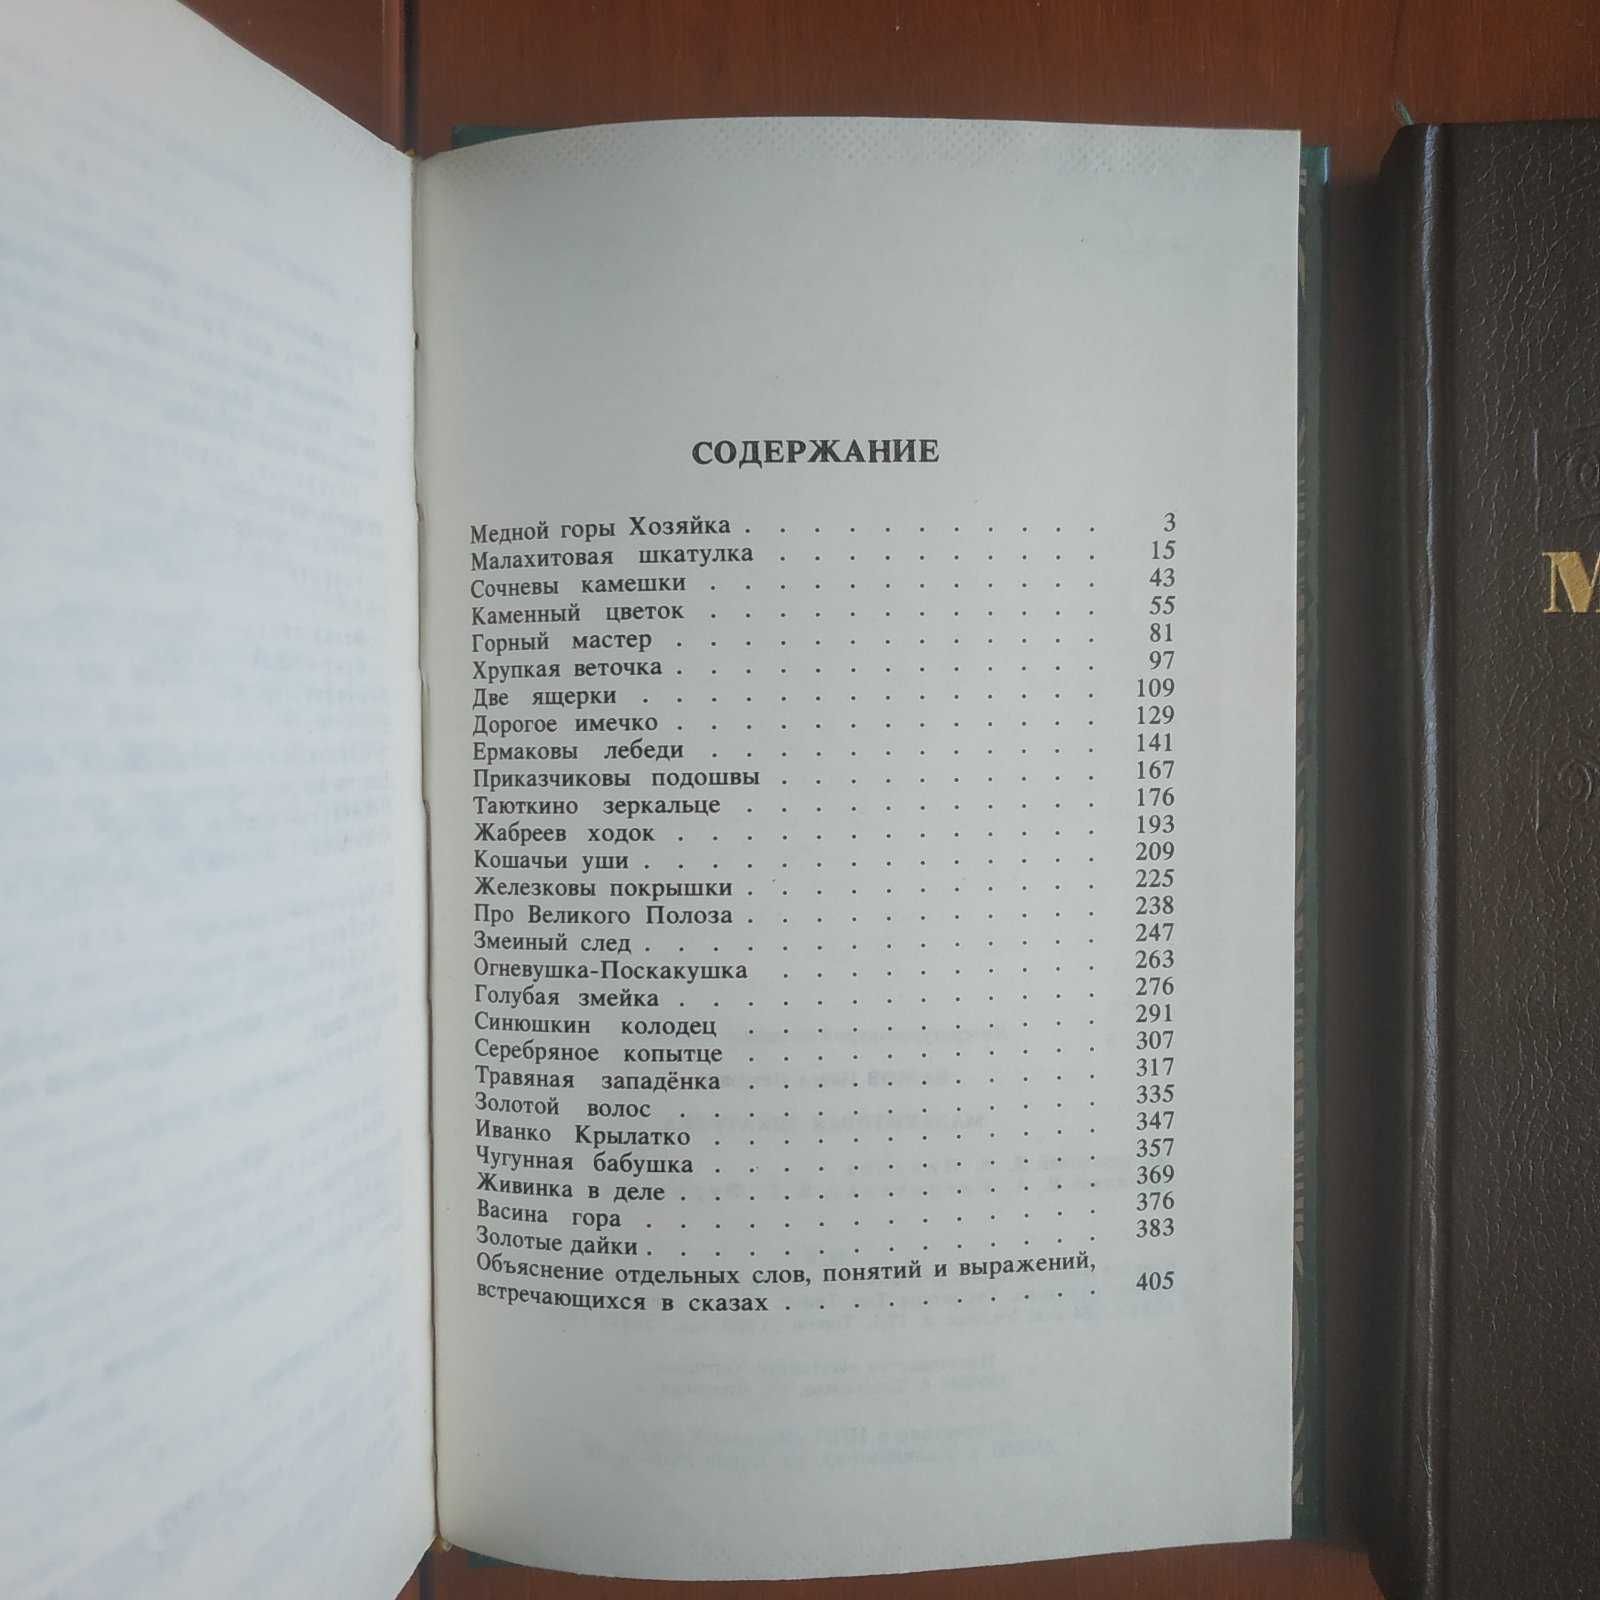 СОДЕРЖАНИЕ
Медной горы Хозяйка . . . . . . . . . . . 3
Малахитовая шкатулка . . . . . . . . . . 15
Сочневы камешки . . . . . . . . . . . . 43
Каменный цветок . . . . . . . . . . . . 55
Горный мастер . . . . . . . . . . . . . 81
Хрупкая веточка . . . . . . . . . . . . . 97
Две ящерки . . . . . . . . . . . . . . 109
Дорогое имечко . . . . . . . . . . . . . 129
Ермаковы лебеди . . . . . . . . . . . . 141
Приказчиковы подошвы . . . . . . . . . . 167
Таюткино зеркальце . . . . . . . . . . . 176
Жабреев ходок . . . . . . . . . . . . . 193
Кошачьи уши . . . . . . . . . . . . . . 209
Железковы покрышки . . . . . . . . . . . 225
Про Великого Полоза . . . . . . . . . . . 238
Змеиный след . . . . . . . . . . . . . . 247
Огневушка-Поскакушка . . . . . . . . . . 263
Голубая змейка . . . . . . . . . . . . . 276
Синюшкин колодец . . . . . . . . . . . 291
Серебряное копытце . . . . . . . . . . . 307
Травяная западёнка . . . . . . . . . . . 317
Золотой волос . . . . . . . . . . . . . 335
Иванко Крылатко . . . . . . . . . . . . 347
Чугунная бабушка . . . . . . . . . . . . 357
Живинка в деле . . . . . . . . . . . . . 369
Васина гора . . . . . . . . . . . . . . 376
Золотые дайки . . . . . . . . . . . . . . 383
Объяснение отдельных слов, понятий и выражений,
встречающихся в сказах . . . . . . . . . . 405
М